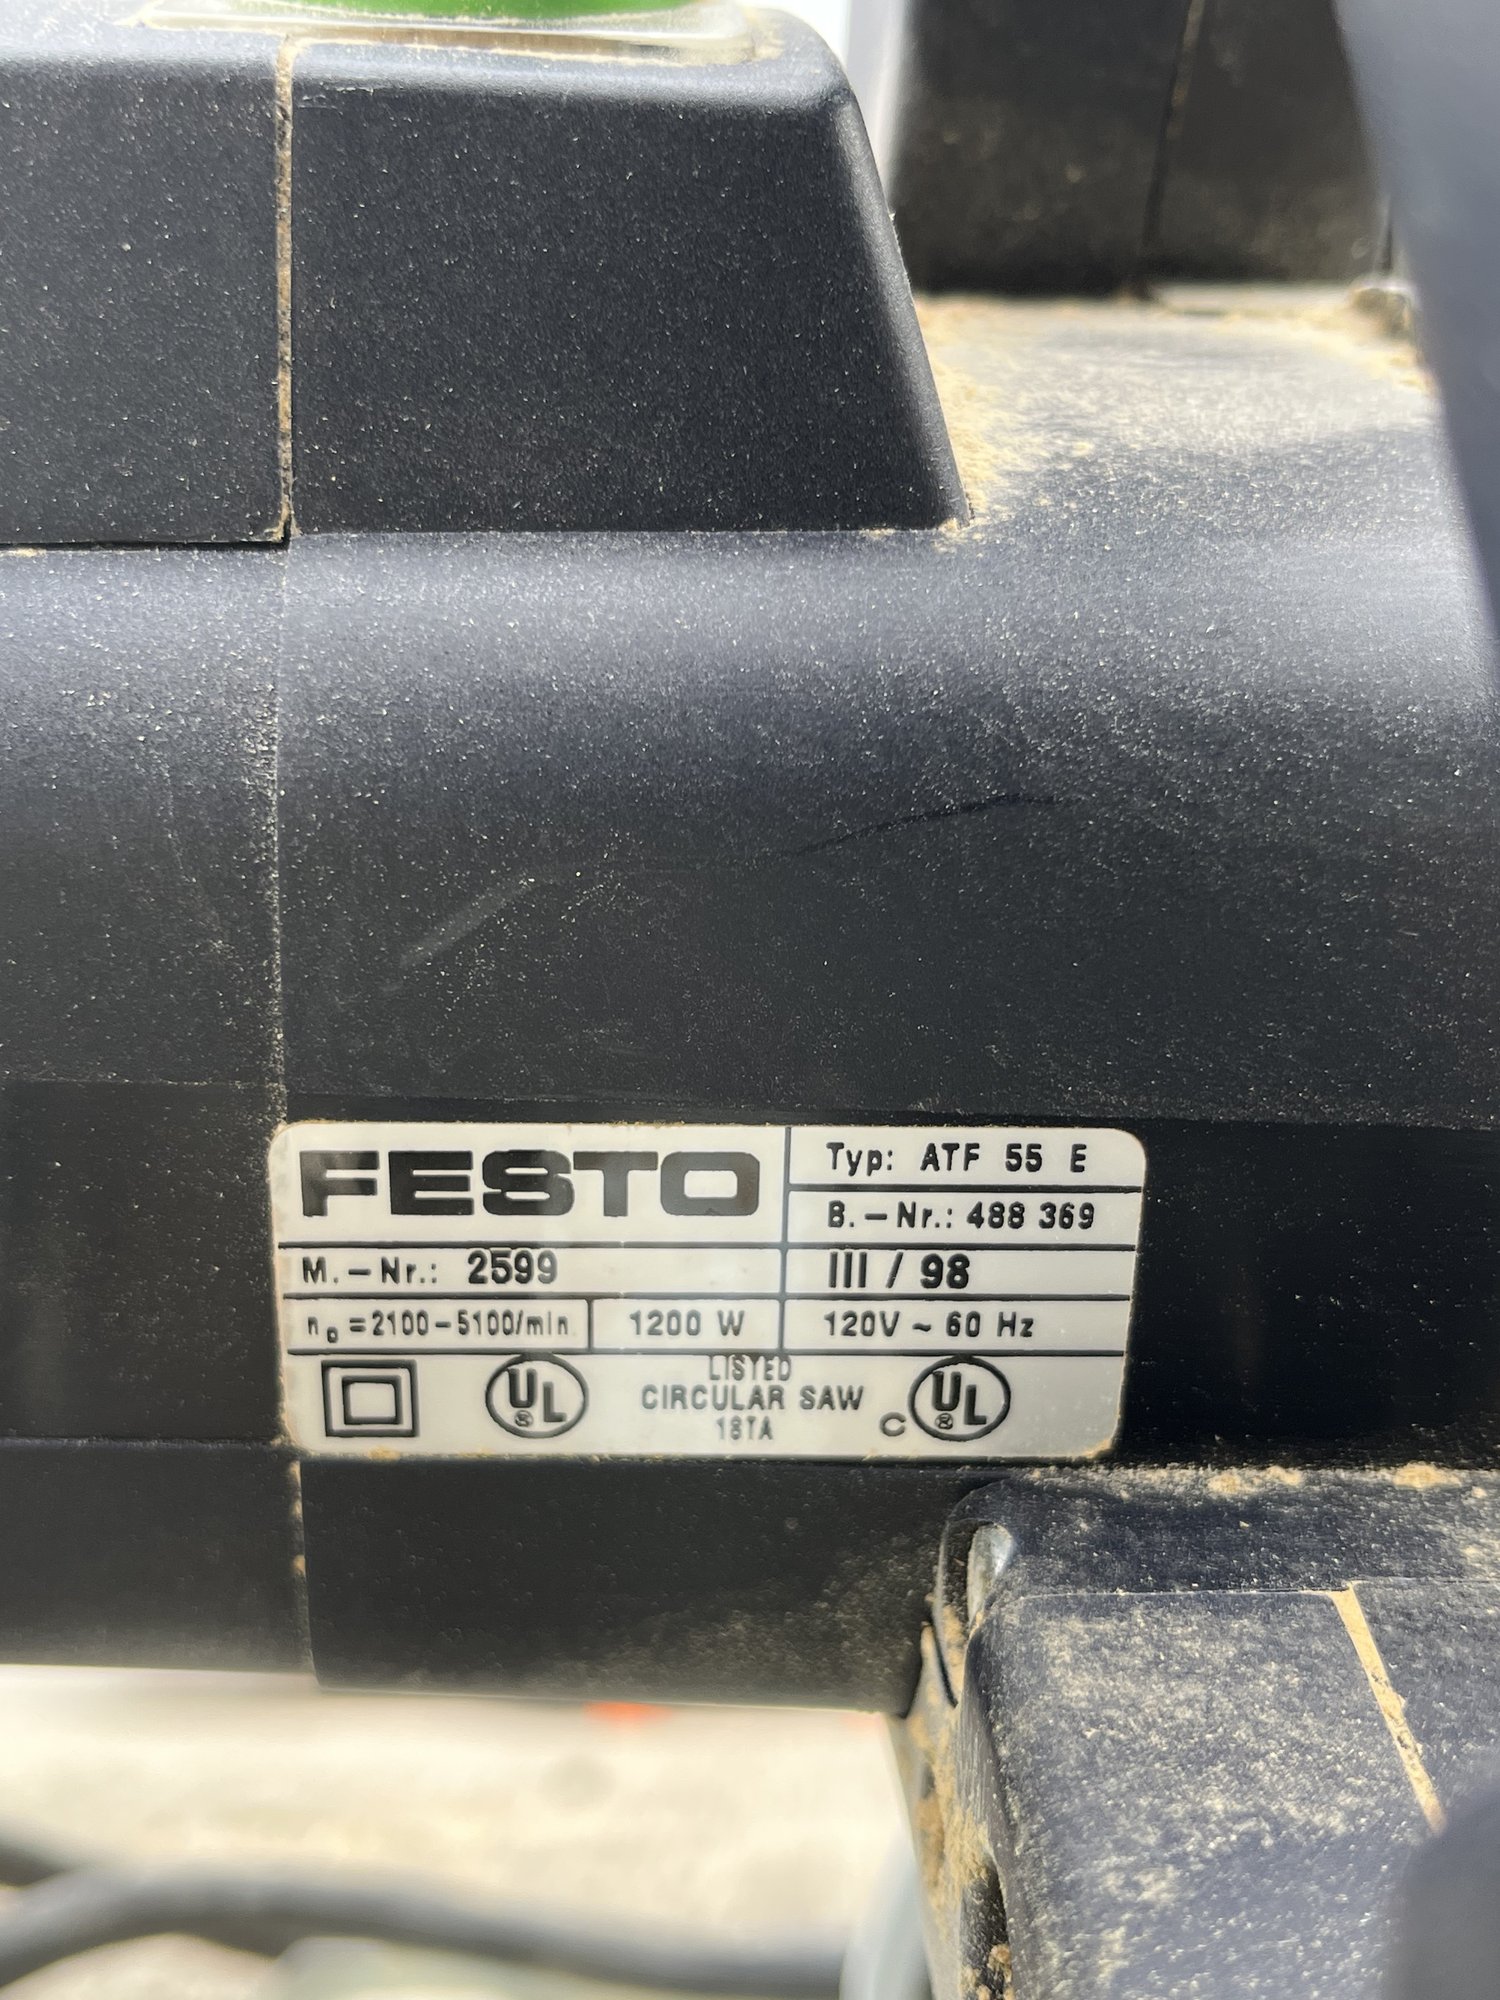 FESTO
Typ: ATF 55 E
B.-Nr.: 488 369
M.-Nr.: 2599
III / 98
n₀=2100-5100/min
1200 W
120V ~ 60 Hz
UL®
LISTED
CIRCULAR SAW
18TA
C UL®